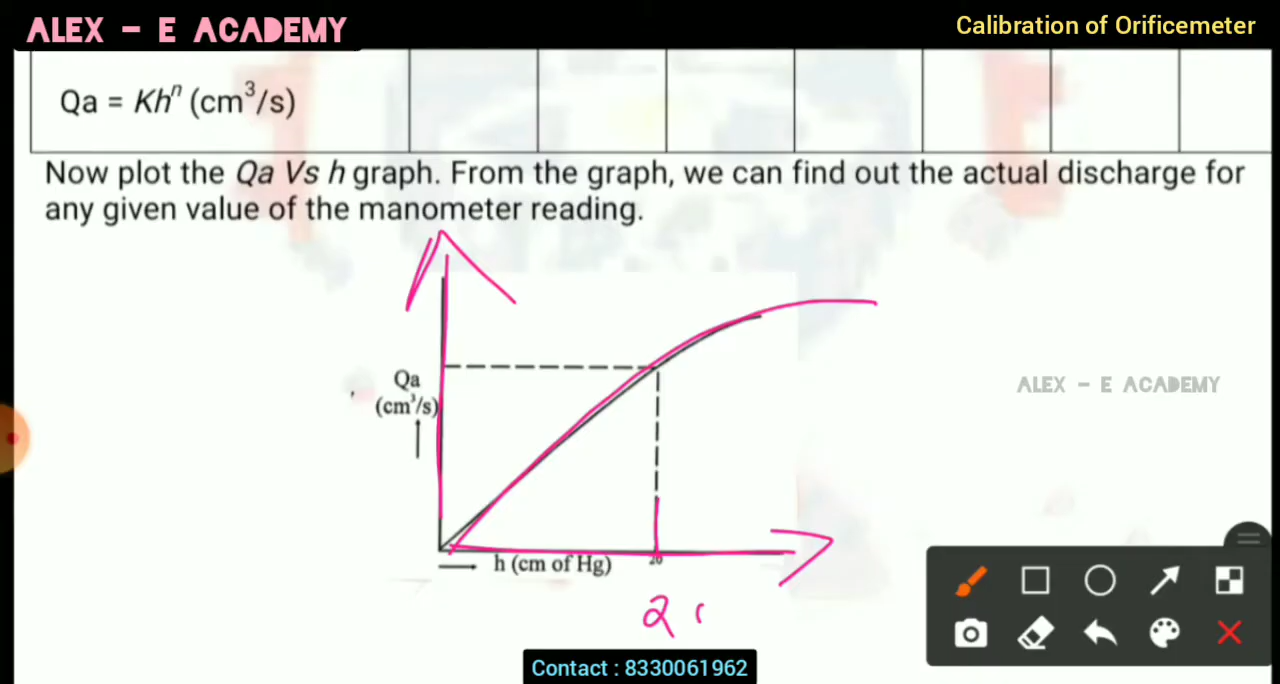 ALEX - E ACADEMY
Calibration of Orificemeter
Qa = Khⁿ (cm³/s)
Now plot the Qa Vs h graph. From the graph, we can find out the actual discharge for
any given value of the manometer reading.
Qa
(cm³/s)
ALEX - E ACADEMY
h (cm of Hg)
20
2
Contact : 8330061962